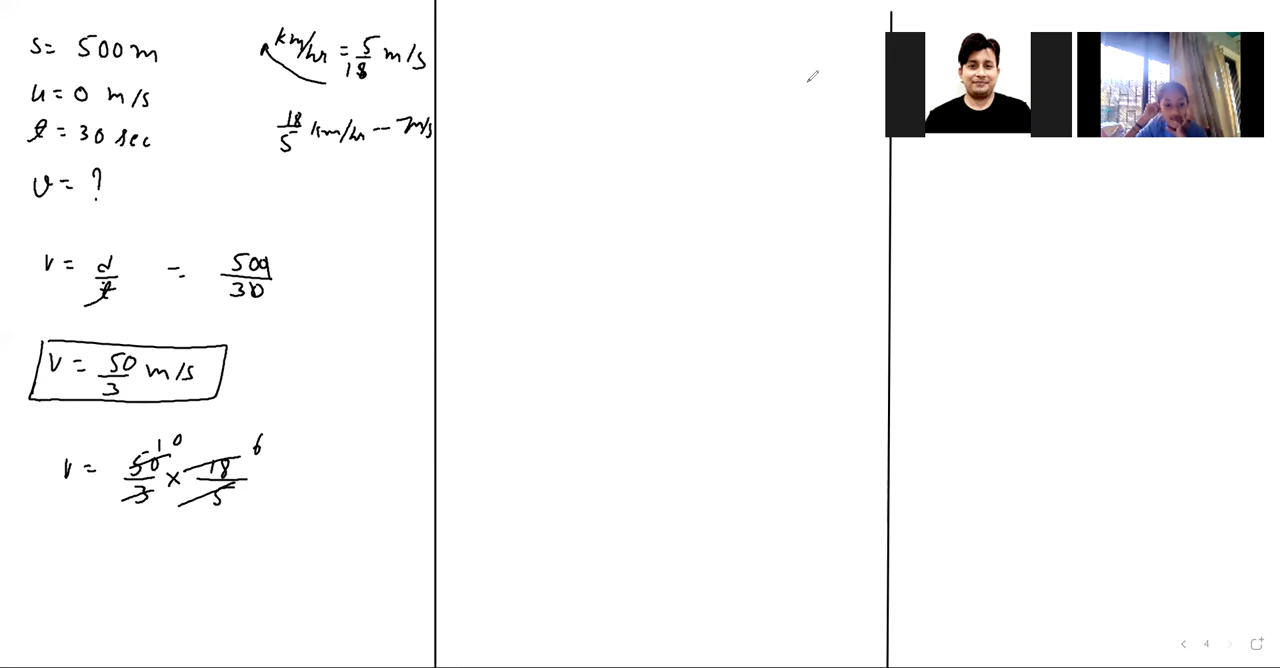 s = 500 m
u = 0 m/s
t = 30 sec
v = ?
v = d/t = 500/30
v = 50/3 m/s
v = 50/3 × 18/5
10 6
km/hr = 5/18 m/s
18/5 km/hr -- m/s
4